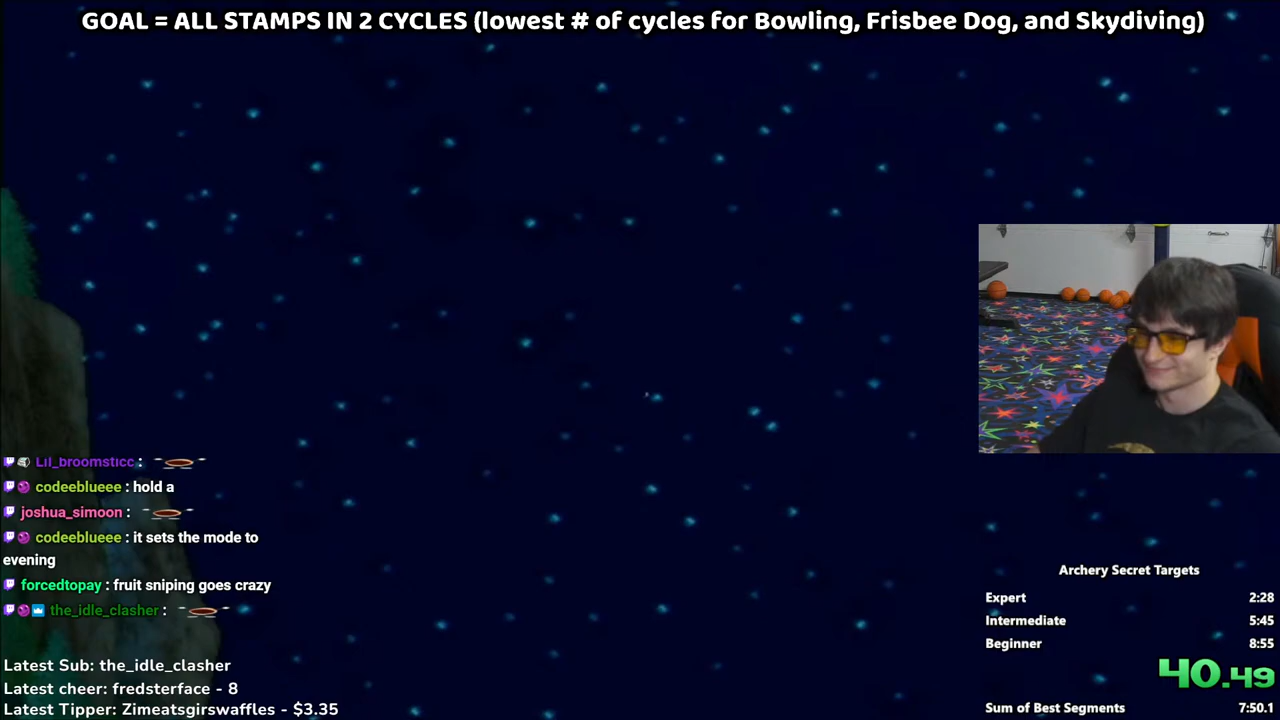 GOAL = ALL STAMPS IN 2 CYCLES (lowest # of cycles for Bowling, Frisbee Dog, and Skydiving)
Lil_broomsticc :
codeeblueee : hold a
joshua_simoon :
codeeblueee : it sets the mode to
evening
forcedtopay : fruit sniping goes crazy
the_idle_clasher :
Latest Sub: the_idle_clasher
Latest cheer: fredsterface - 8
Latest Tipper: Zimeatsgirswaffles - $3.35
Archery Secret Targets
Expert 2:28
Intermediate 5:45
Beginner 8:55
40.49
Sum of Best Segments 7:50.1